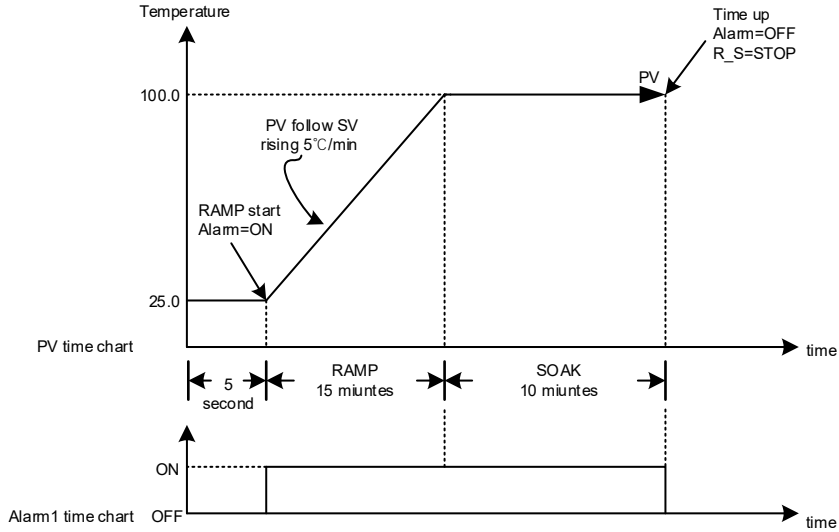 Temperature
Time up
Alarm=OFF
R_S=STOP
PV
100.0
PV follow SV
rising 5℃/min
RAMP start
Alarm=ON
25.0
PV time chart
time
5
second
RAMP
15 miuntes
SOAK
10 miuntes
ON
Alarm1 time chart
OFF
time